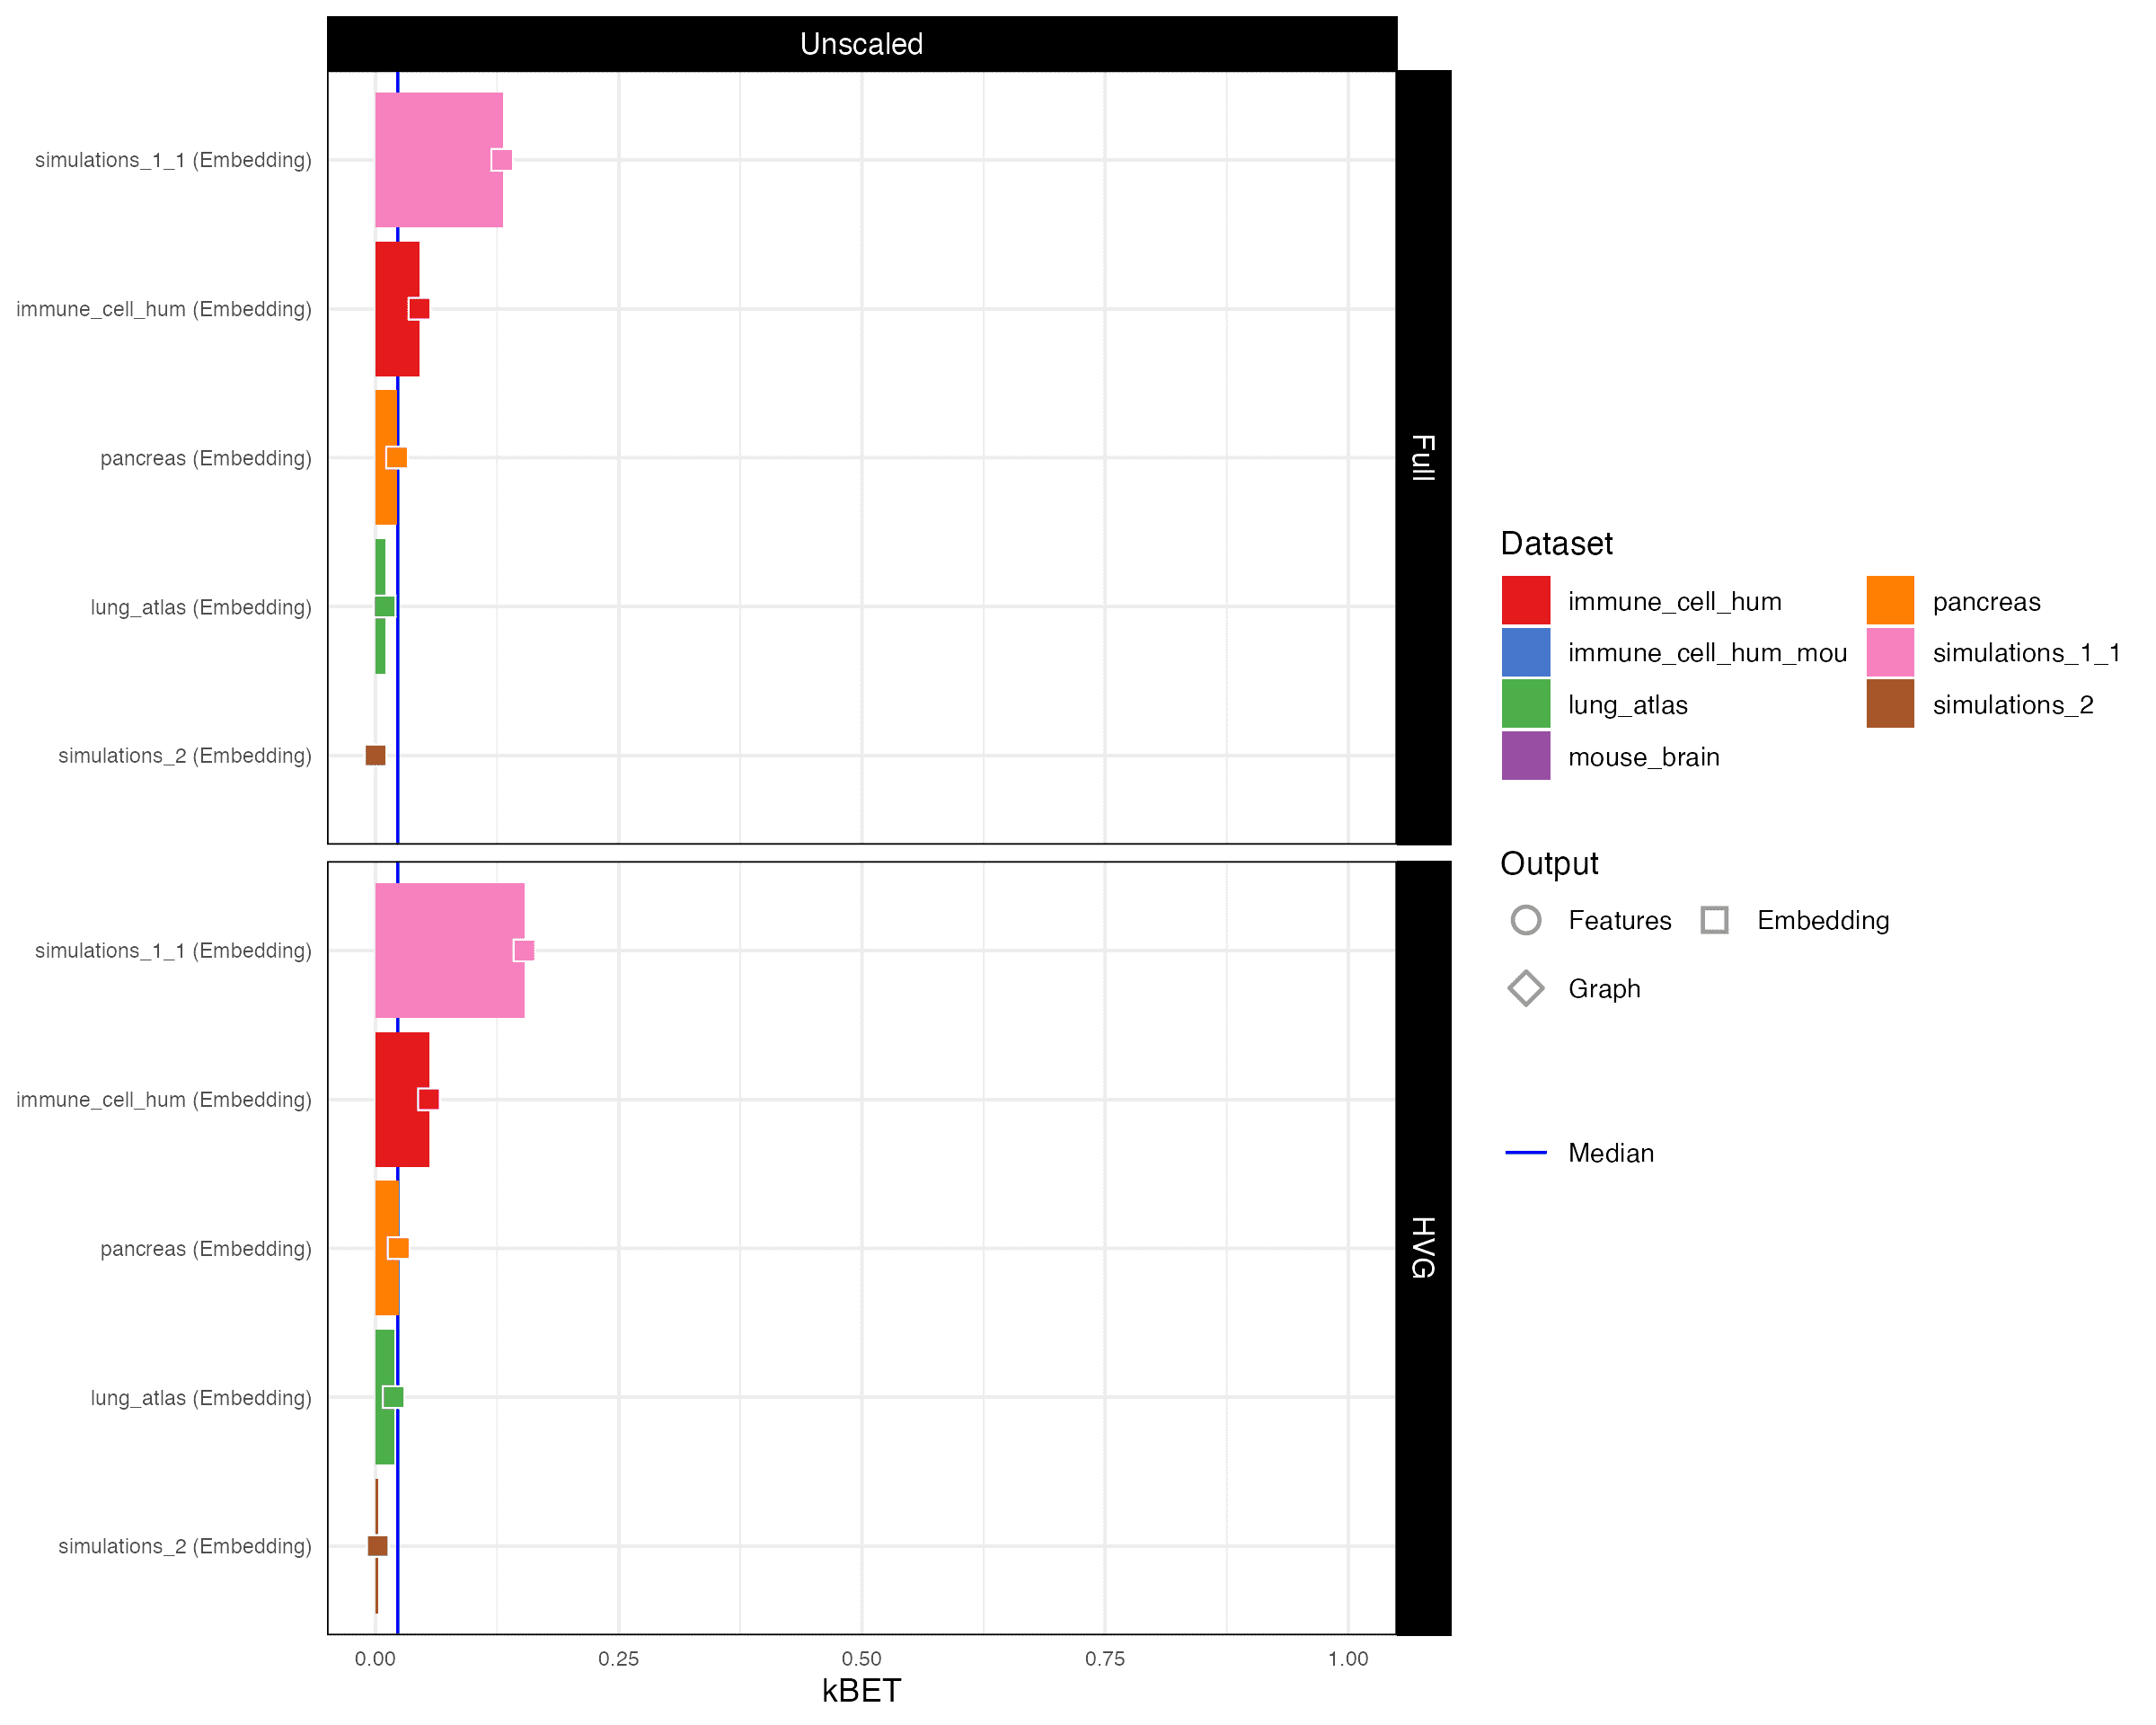 Unscaled
simulations_1_1 (Embedding)
immune_cell_hum (Embedding)
pancreas (Embedding)
lung_atlas (Embedding)
simulations_2 (Embedding)
Full
simulations_1_1 (Embedding)
immune_cell_hum (Embedding)
pancreas (Embedding)
lung_atlas (Embedding)
simulations_2 (Embedding)
HVG
0.00 0.25 0.50 0.75 1.00
kBET
Dataset
immune_cell_hum pancreas
immune_cell_hum_mou simulations_1_1
lung_atlas simulations_2
mouse_brain
Output
Features Embedding
Graph
Median